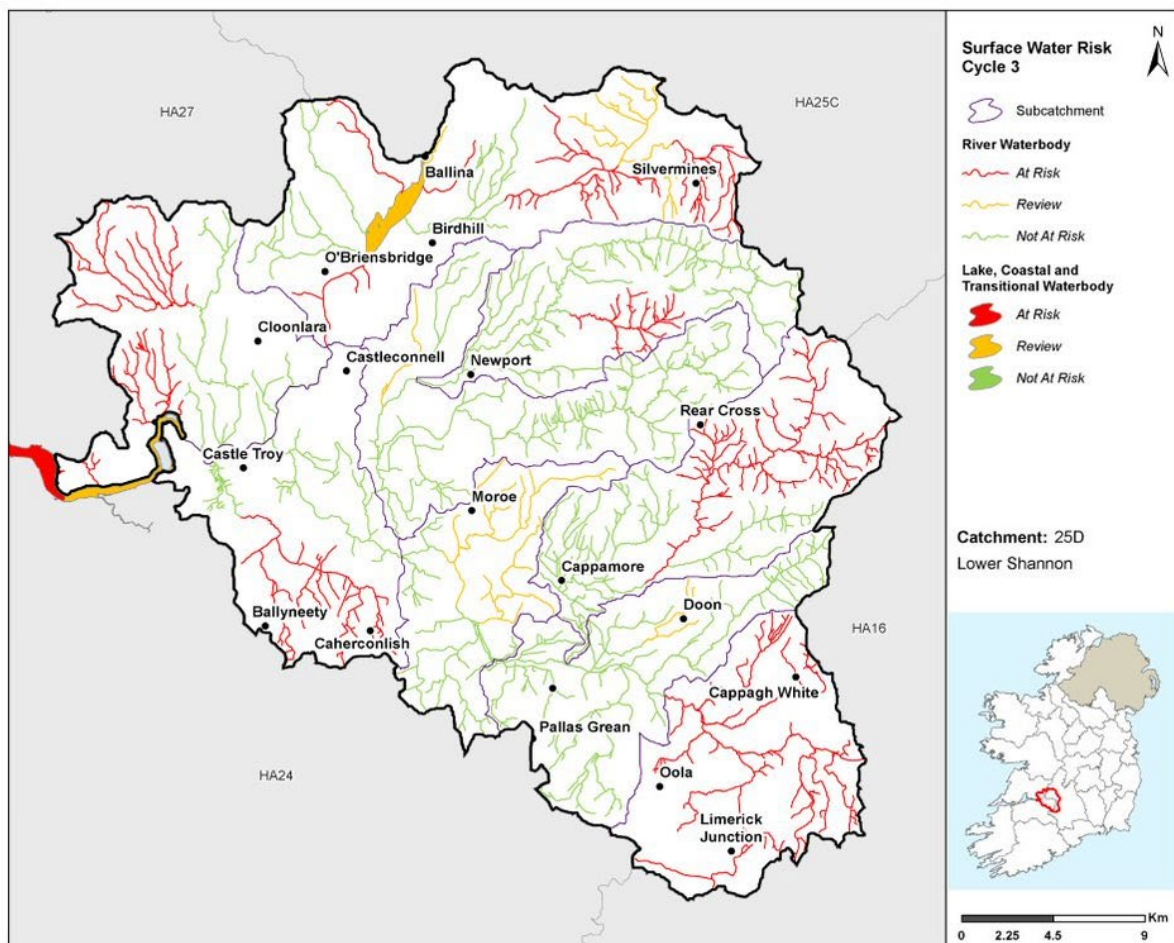 HA27
HA25C
Ballina
Silvermines
Birdhill
O'Briensbridge
Cloonlara
Castleconnell
Newport
Rear Cross
Castle Troy
Moroe
Cappamore
Doon
Ballyneety
Caherconlish
HA16
Cappagh White
Pallas Grean
HA24
Oola
Limerick
Junction
Surface Water Risk
Cycle 3
N
Subcatchment
River Waterbody
At Risk
Review
Not At Risk
Lake, Coastal and
Transitional Waterbody
At Risk
Review
Not At Risk
Catchment: 25D
Lower Shannon
Km
0 2.25 4.5 9